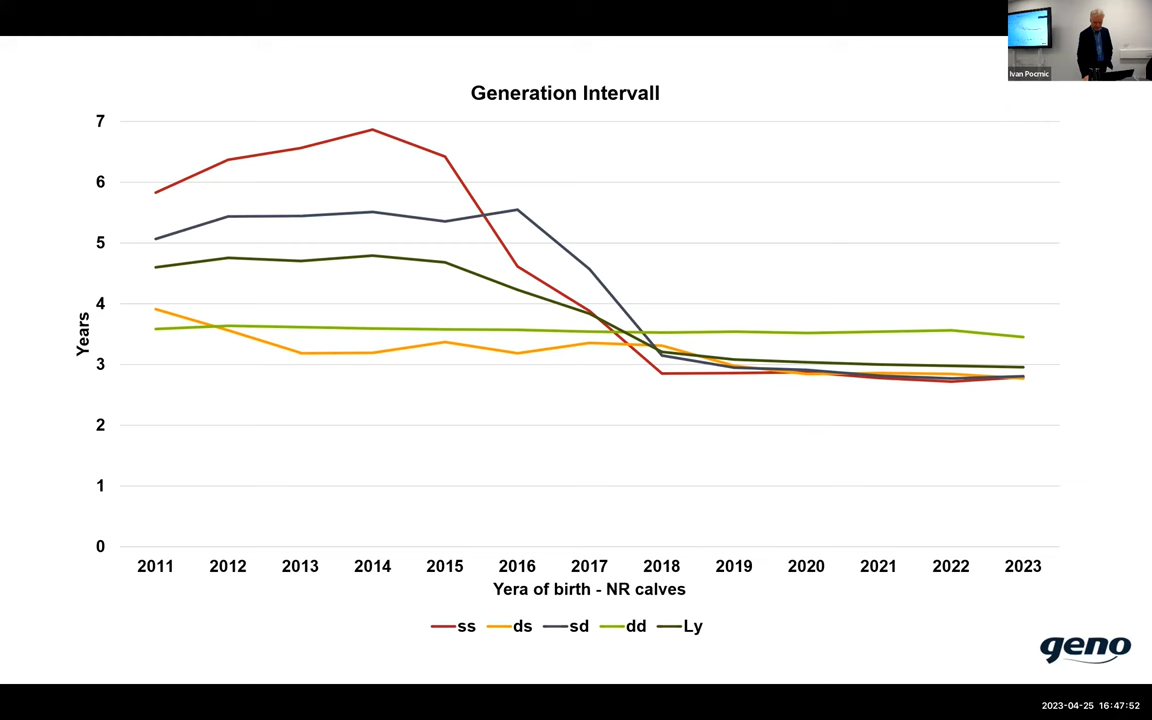 Ivan Pocrnic
Generation Intervall
7
6
5
4
3
2
1
0
Years
2011 2012 2013 2014 2015 2016 2017 2018 2019 2020 2021 2022 2023
Yera of birth - NR calves
ss ds sd dd Ly
geno
2023-04-25 16:47:52